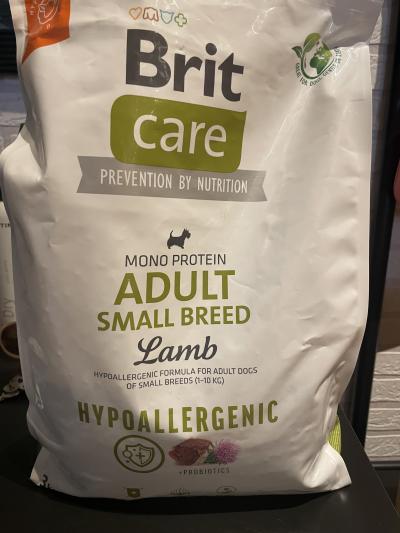 Brit
care
PREVENTION BY NUTRITION
MONO PROTEIN
ADULT
SMALL BREED
Lamb
HYPOALLERGENIC FORMULA FOR ADULT DOGS
OF SMALL BREEDS (1–10 KG)
HYPOALLERGENIC
+PROBIOTICS